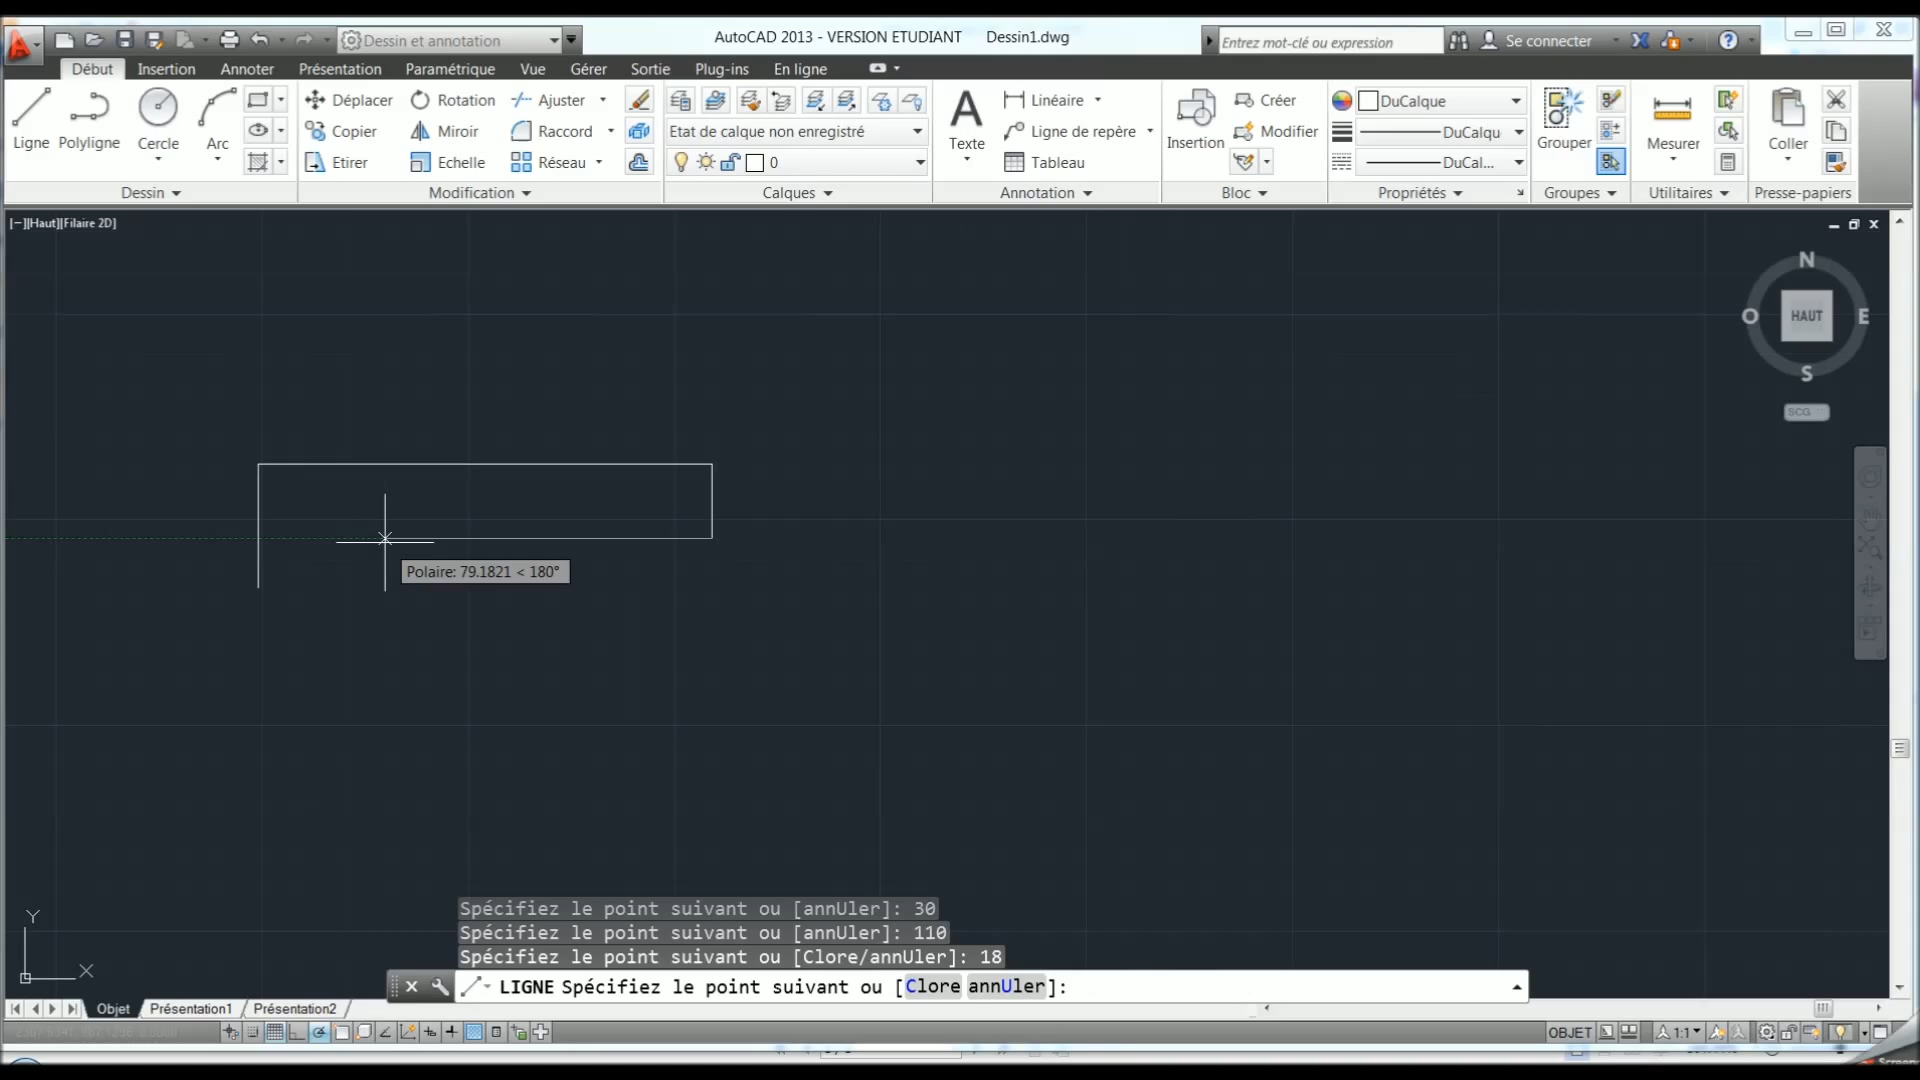 Dessin et annotation
AutoCAD 2013 - VERSION ETUDIANT Dessin1.dwg
Entrez mot-clé ou expression
Se connecter
Début Insertion Annoter Présentation Paramétrique Vue Gérer Sortie Plug-ins En ligne
Ligne Polyligne Cercle Arc
Déplacer Rotation Ajuster
Copier Miroir Raccord
Etirer Echelle Réseau
Etat de calque non enregistré
0
A
Texte
Linéaire
Ligne de repère
Tableau
Insertion
Créer
Modifier
DuCalque
DuCalqu
DuCal...
Grouper
Mesurer
Coller
Dessin Modification Calques Annotation Bloc Propriétés Groupes Utilitaires Presse-papiers
[−][Haut][Filaire 2D]
N
O HAUT E
S
SCG
Polaire: 79.1821 < 180°
Y
X
Spécifiez le point suivant ou [annUler]: 30
Spécifiez le point suivant ou [annUler]: 110
Spécifiez le point suivant ou [Clore/annUler]: 18
LIGNE Spécifiez le point suivant ou [Clore annUler]:
Objet Présentation1 Présentation2
OBJET 1:1